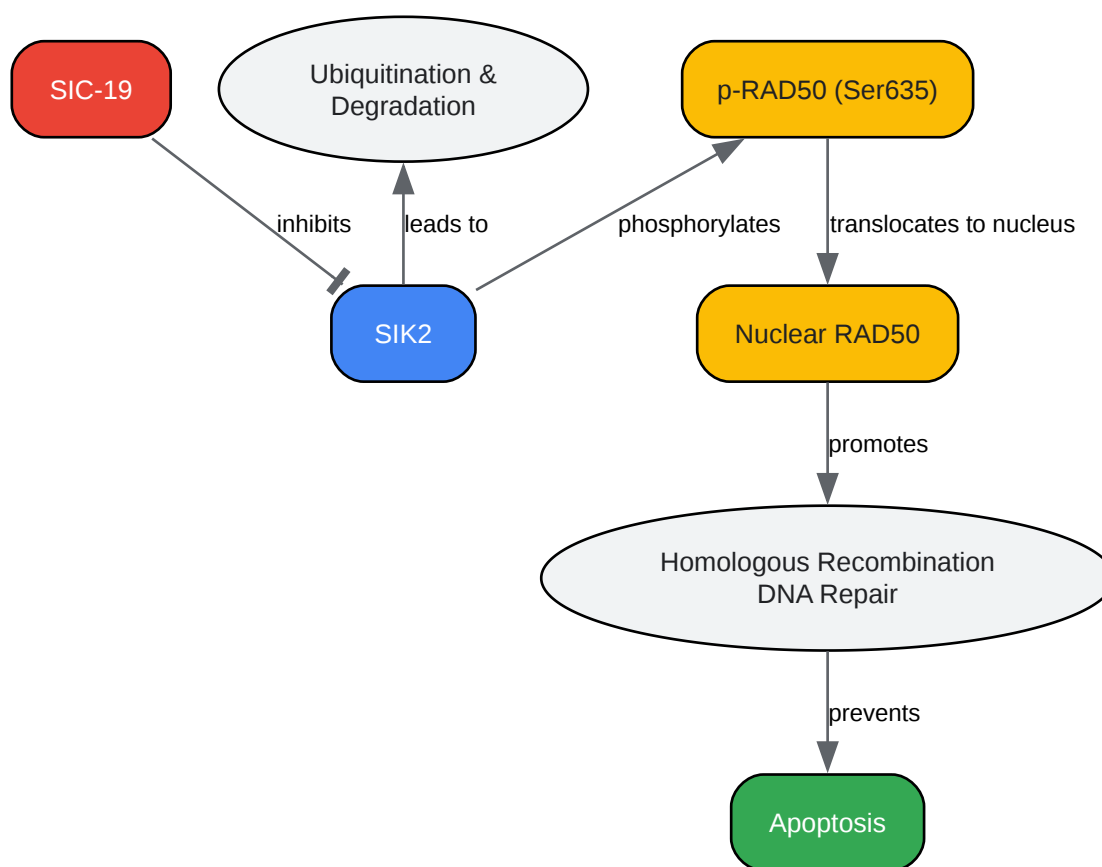 SIC-19
Ubiquitination &
Degradation
p-RAD50 (Ser635)
inhibits
leads to
phosphorylates
translocates to nucleus
SIK2
Nuclear RAD50
promotes
Homologous Recombination
DNA Repair
prevents
Apoptosis